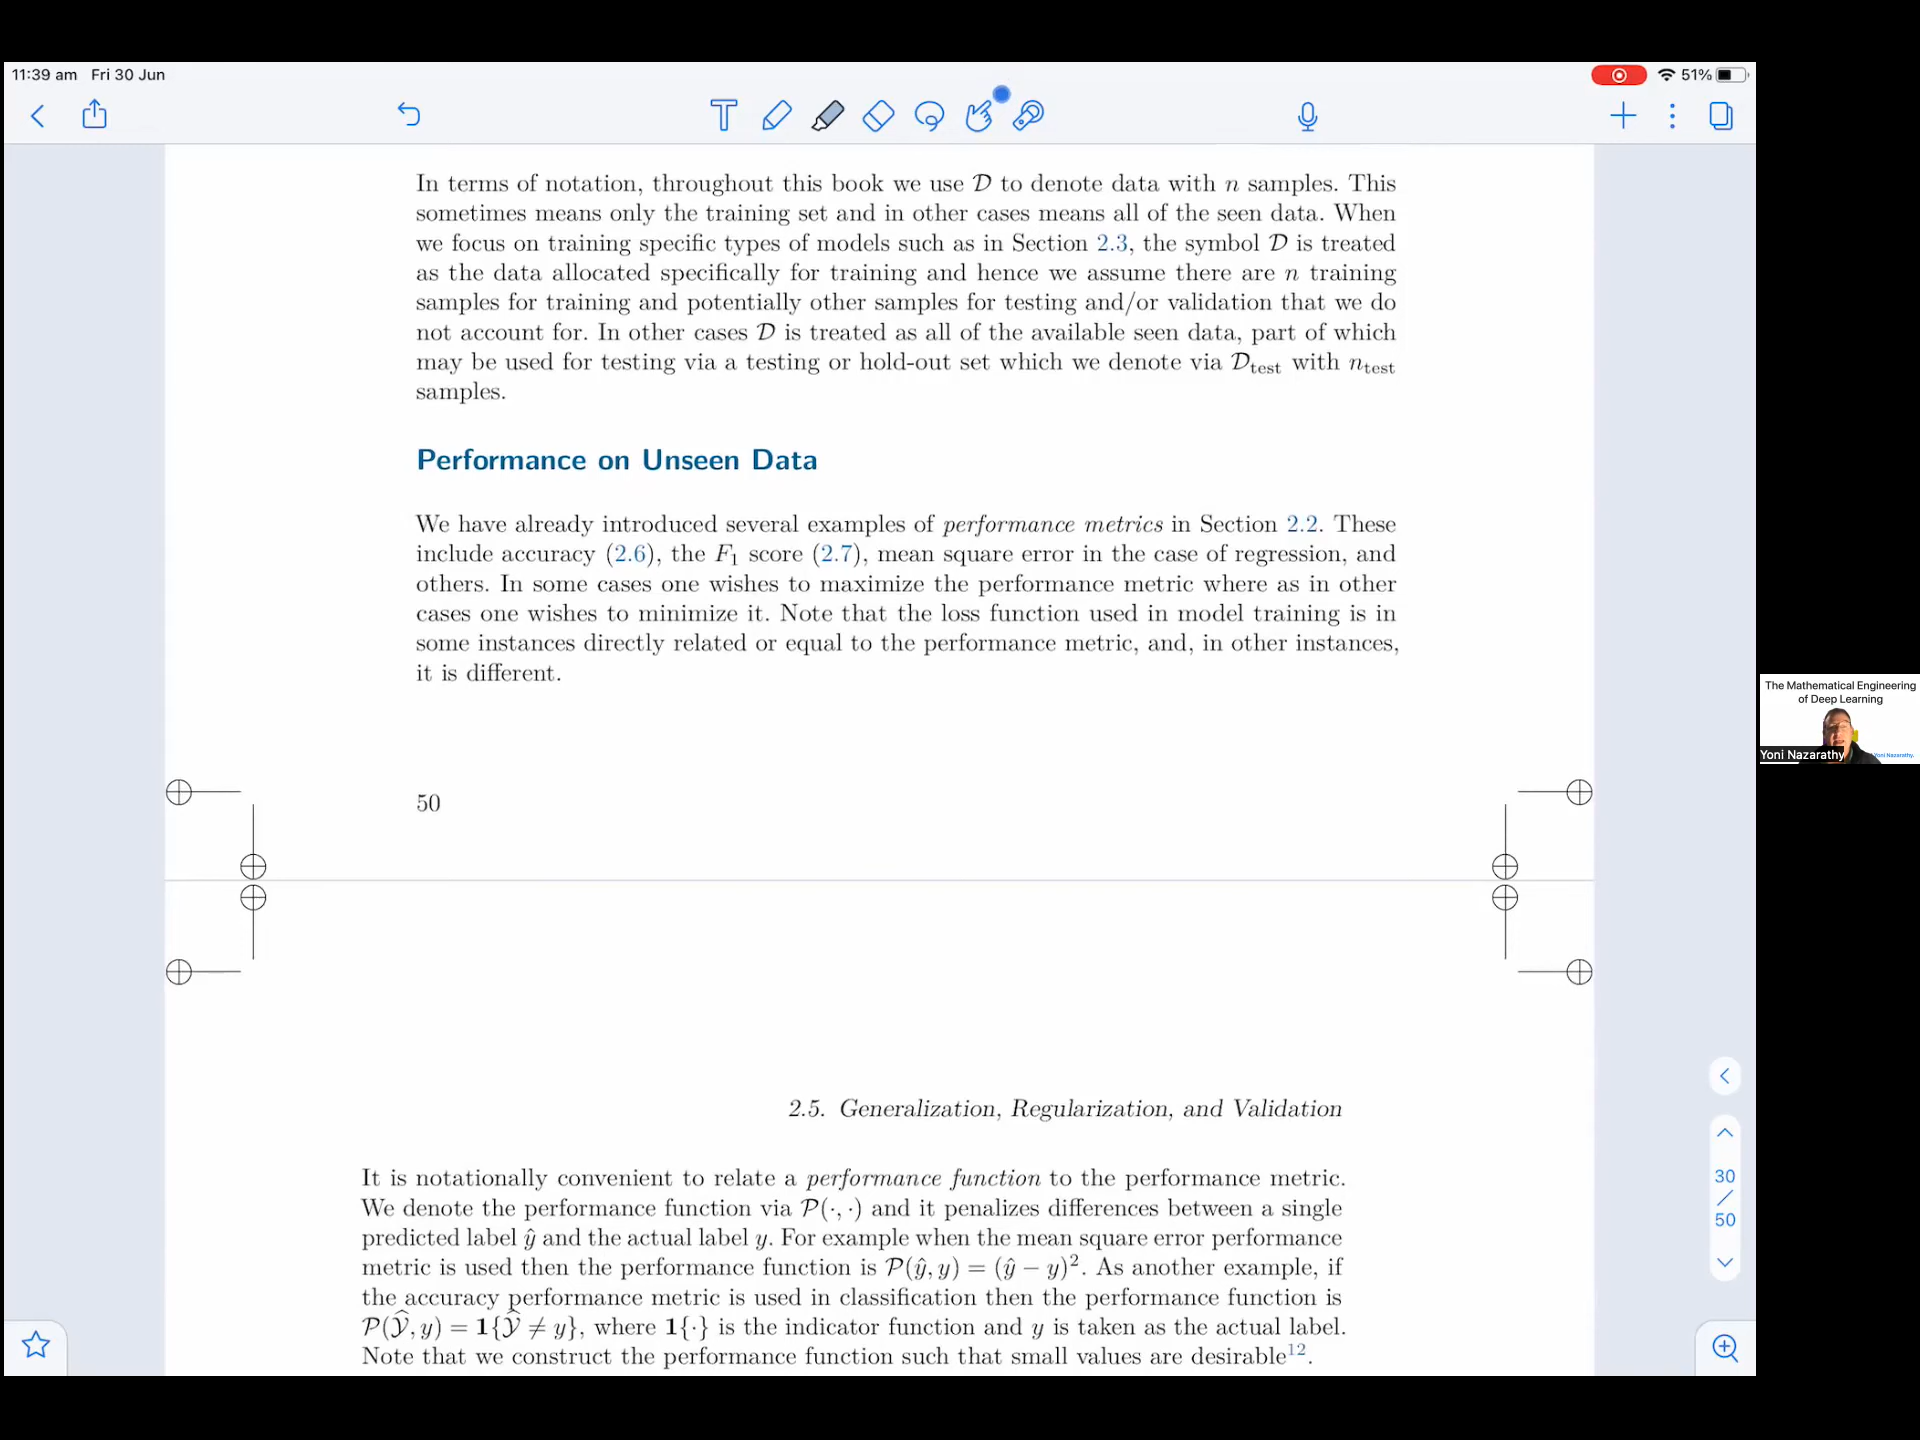 11:39 am Fri 30 Jun
51%
In terms of notation, throughout this book we use 𝒟 to denote data with n samples. This
sometimes means only the training set and in other cases means all of the seen data. When
we focus on training specific types of models such as in Section 2.3, the symbol 𝒟 is treated
as the data allocated specifically for training and hence we assume there are n training
samples for training and potentially other samples for testing and/or validation that we do
not account for. In other cases 𝒟 is treated as all of the available seen data, part of which
may be used for testing via a testing or hold-out set which we denote via 𝒟_test with n_test
samples.
Performance on Unseen Data
We have already introduced several examples of performance metrics in Section 2.2. These
include accuracy (2.6), the F₁ score (2.7), mean square error in the case of regression, and
others. In some cases one wishes to maximize the performance metric where as in other
cases one wishes to minimize it. Note that the loss function used in model training is in
some instances directly related or equal to the performance metric, and, in other instances,
it is different.
50
2.5. Generalization, Regularization, and Validation
It is notationally convenient to relate a performance function to the performance metric.
We denote the performance function via 𝒫(·, ·) and it penalizes differences between a single
predicted label ŷ and the actual label y. For example when the mean square error performance
metric is used then the performance function is 𝒫(ŷ, y) = (ŷ − y)². As another example, if
the accuracy performance metric is used in classification then the performance function is
𝒫(𝒴̂, y) = 𝟏{𝒴̂ ≠ y}, where 𝟏{·} is the indicator function and y is taken as the actual label.
Note that we construct the performance function such that small values are desirable¹².
30
/
50
The Mathematical Engineering
of Deep Learning
Yoni Nazarathy
Yoni Nazarathy.